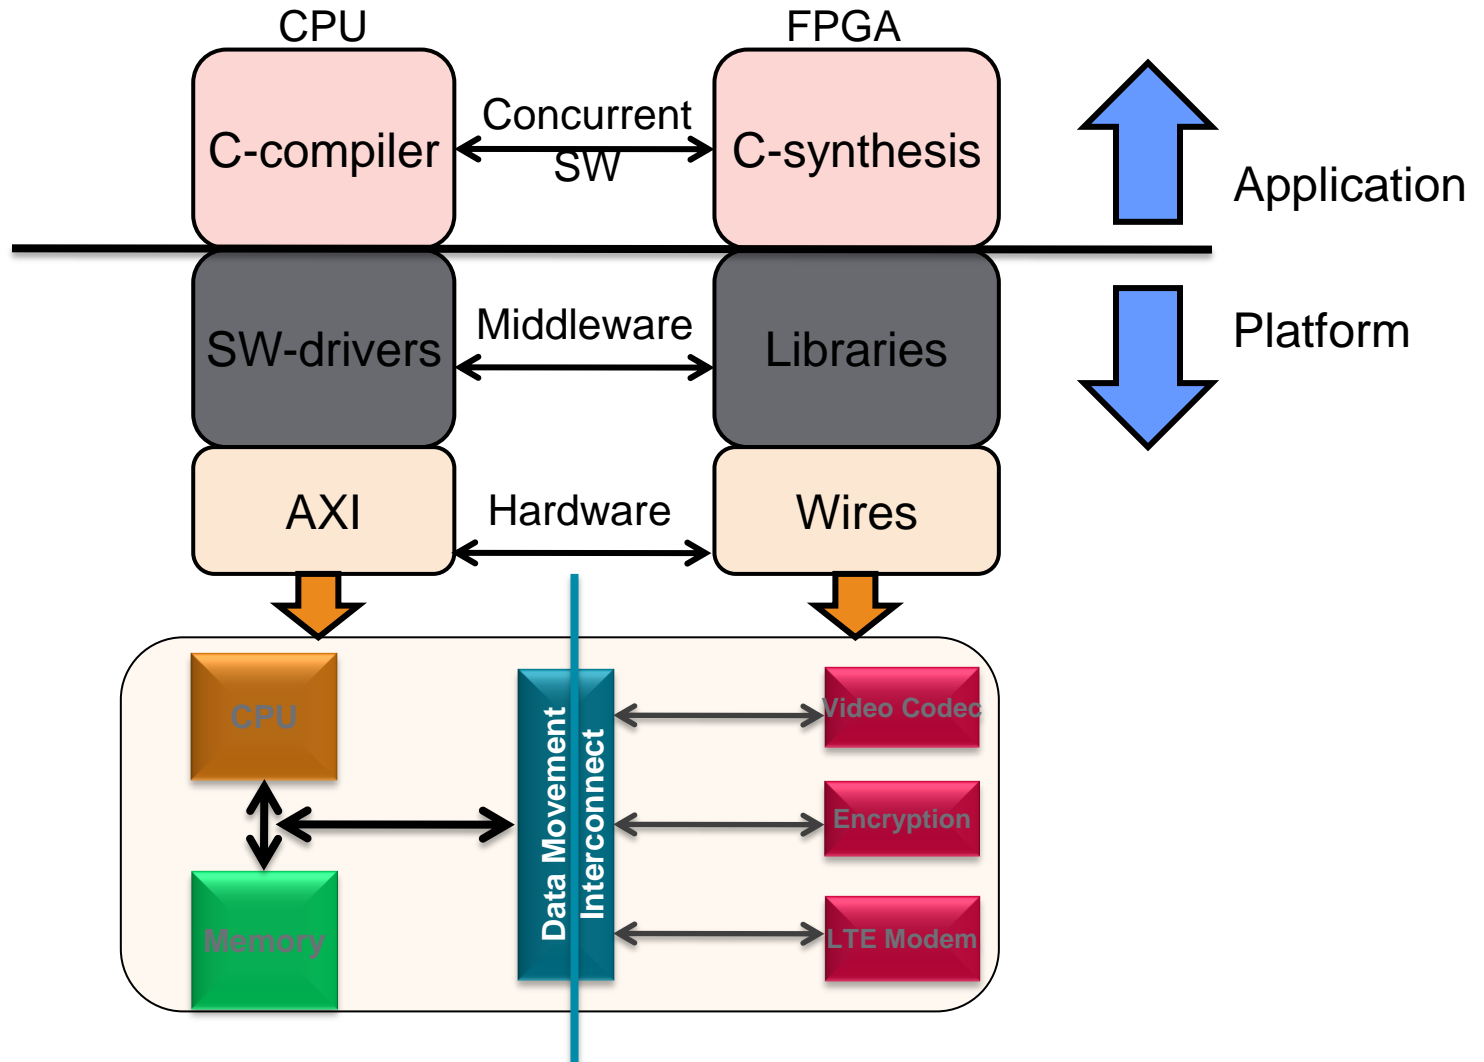 CPU
FPGA
C-compiler
Concurrent
SW
C-synthesis
Application
SW-drivers
Middleware
Libraries
Platform
AXI
Hardware
Wires
CPU
Memory
Data Movement
Interconnect
Video Codec
Encryption
LTE Modem